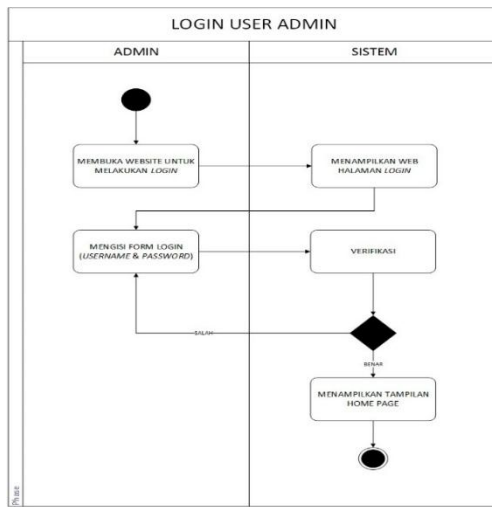 LOGIN USER ADMIN
ADMIN
SISTEM
MEMBUKA WEBSITE UNTUK
MELAKUKAN LOGIN
MENAMPILKAN WEB
HALAMAN LOGIN
MENGISI FORM LOGIN
(USERNAME & PASSWORD)
VERIFIKASI
SALAH
BENAR
MENAMPILKAN TAMPILAN
HOME PAGE
Phase